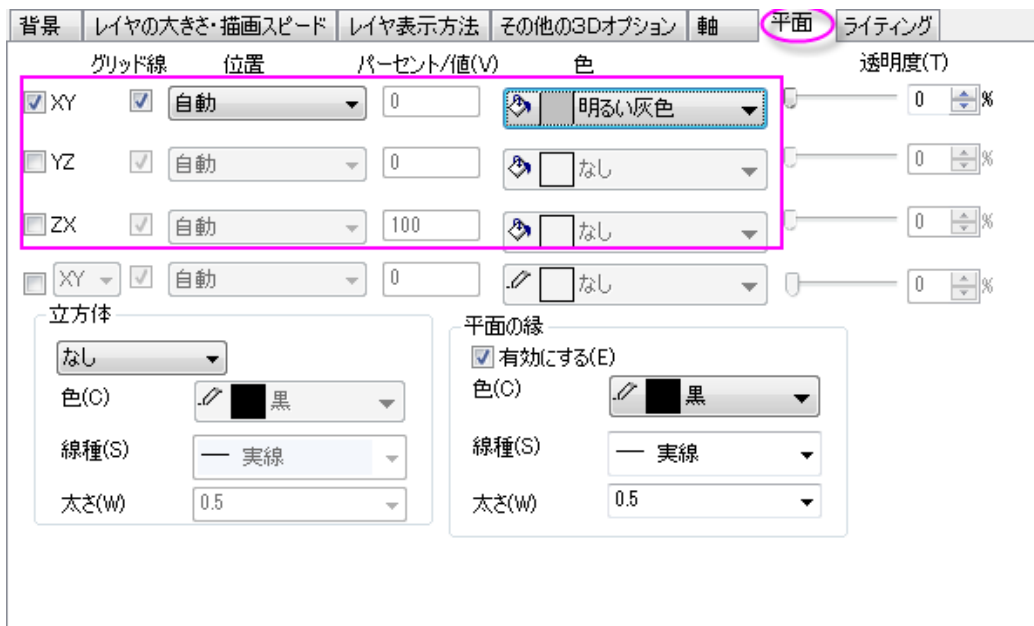 背景 レイヤの大きさ・描画スピード レイヤ表示方法 その他の3Dオプション 軸 平面 ライティング
グリッド線 位置 パーセント/値(V) 色 透明度(T)
XY 自動 0 明るい灰色 0 %
YZ 自動 0 なし 0 %
ZX 自動 100 なし 0 %
XY 自動 0 なし 0 %
立方体
なし
色(C) 黒
線種(S) 実線
太さ(W) 0.5
平面の縁
有効にする(E)
色(C) 黒
線種(S) 実線
太さ(W) 0.5